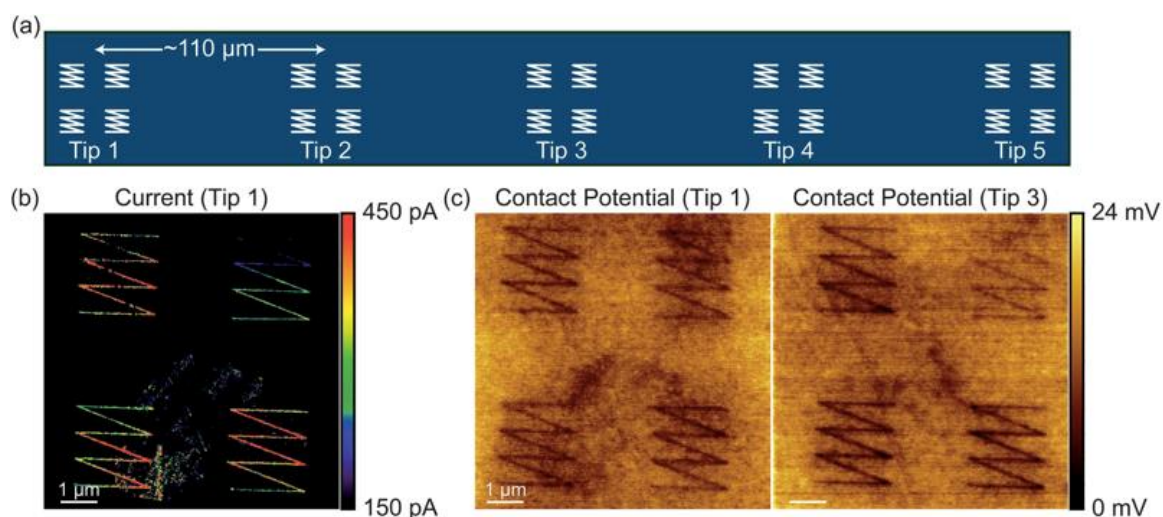 (a)
~110 μm
Tip 1 Tip 2 Tip 3 Tip 4 Tip 5
(b) Current (Tip 1) 450 pA
(c) Contact Potential (Tip 1) Contact Potential (Tip 3) 24 mV
1 μm 150 pA
1 μm 0 mV